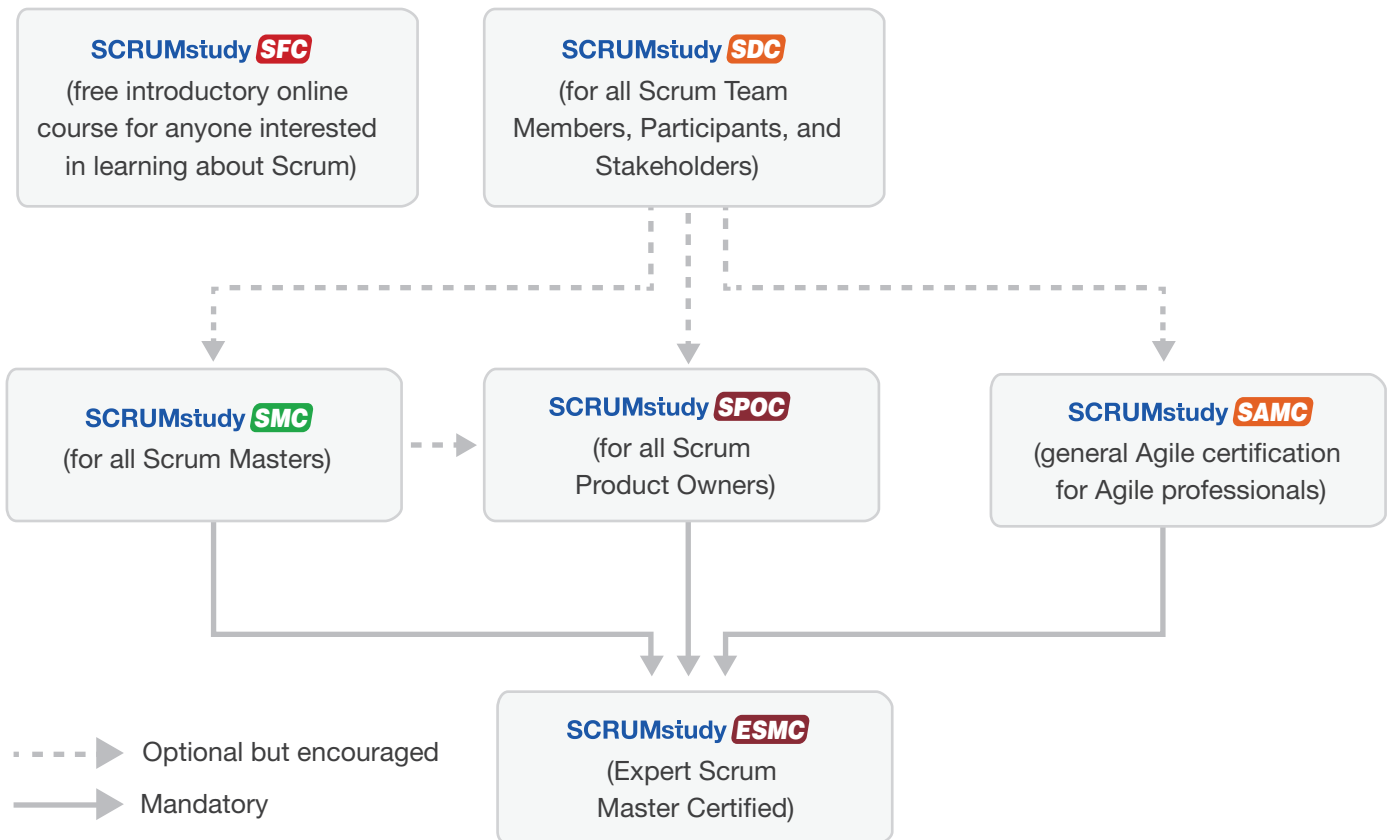 SCRUMstudy SFC
(free introductory online
course for anyone interested
in learning about Scrum)
SCRUMstudy SDC
(for all Scrum Team
Members, Participants, and
Stakeholders)
SCRUMstudy SMC
(for all Scrum Masters)
SCRUMstudy SPOC
(for all Scrum
Product Owners)
SCRUMstudy SAMC
(general Agile certification
for Agile professionals)
SCRUMstudy ESMC
(Expert Scrum
Master Certified)
Optional but encouraged
Mandatory